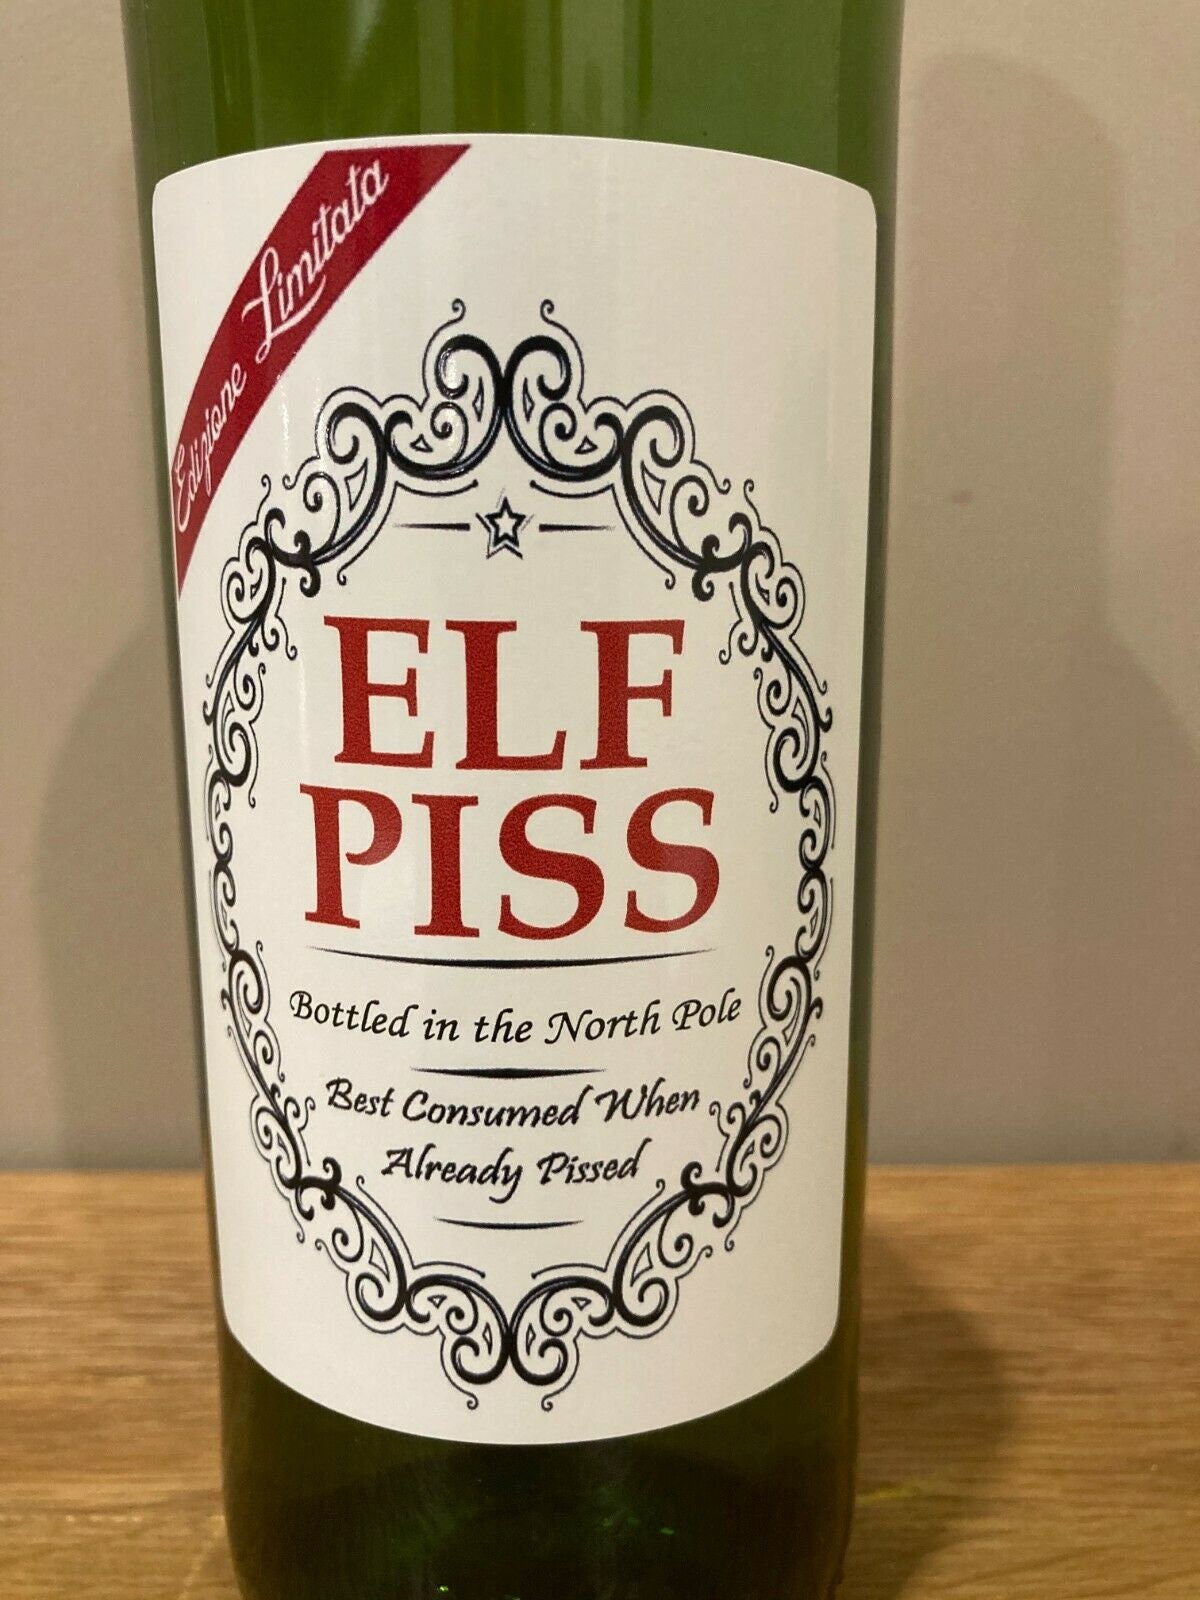 Edizione Limitata
ELF
PISS
Bottled in the North Pole
Best Consumed When
Already Pissed